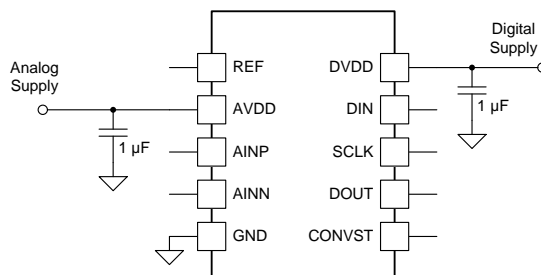 Digital
Supply
Analog
Supply
REF
DVDD
AVDD
DIN
1 µF
1 µF
AINP
SCLK
AINN
DOUT
GND
CONVST